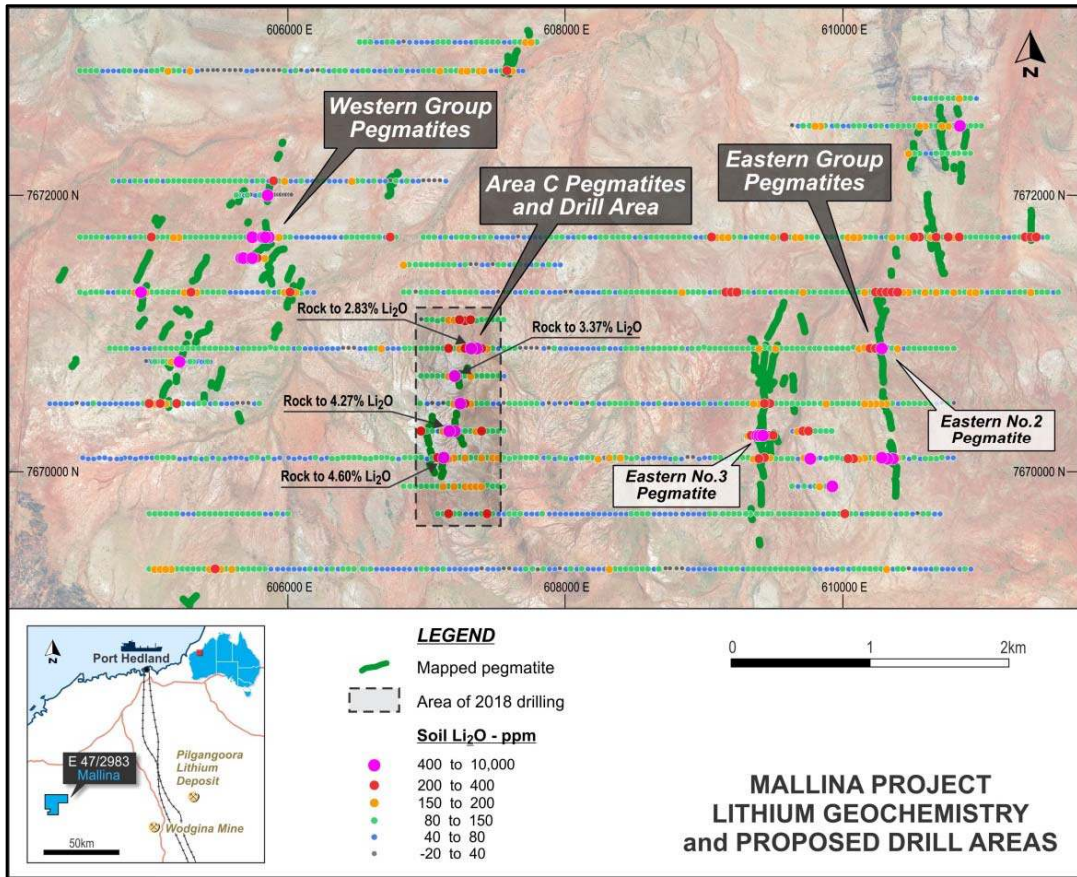 606000 E
608000 E
610000 E
N
Western Group
Pegmatites
Area C Pegmatites
and Drill Area
Eastern Group
Pegmatites
7672000 N
7672000 N
Rock to 2.83% Li₂O
Rock to 3.37% Li₂O
Rock to 4.27% Li₂O
Rock to 4.60% Li₂O
Eastern No.2
Pegmatite
Eastern No.3
Pegmatite
7670000 N
7670000 N
606000 E
608000 E
610000 E
N
Port Hedland
E 47/2983
Mallina
Pilgangoora
Lithium
Deposit
Wodgina Mine
50km
LEGEND
Mapped pegmatite
Area of 2018 drilling
Soil Li₂O - ppm
400 to 10,000
200 to 400
150 to 200
80 to 150
40 to 80
-20 to 40
0 1 2km
MALLINA PROJECT
LITHIUM GEOCHEMISTRY
and PROPOSED DRILL AREAS